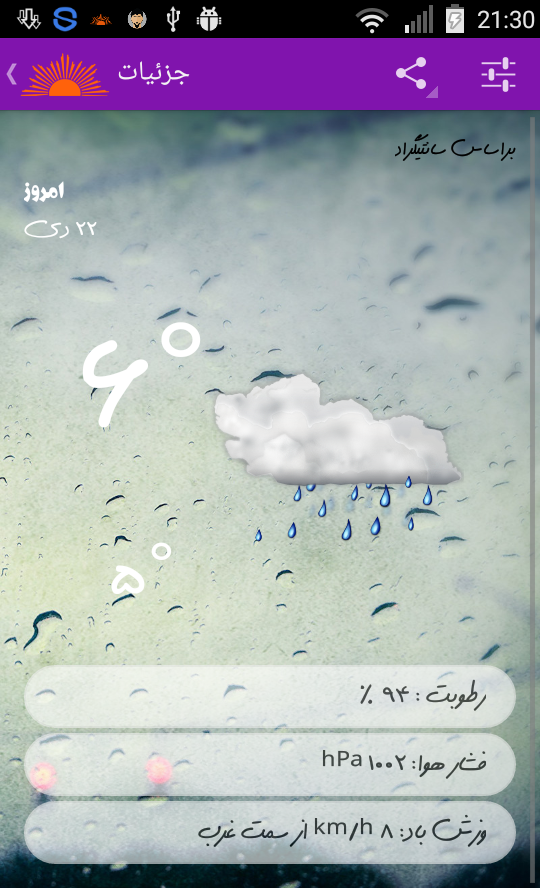 21:30
جزئیات
براساس سانتیگراد
امروز
۲۲ دی
۶°
۵°
رطوبت : ۹۴ ٪
فشار هوا: ۱۰۰۲ hPa
وزش باد: ۸ km/h از سمت غرب